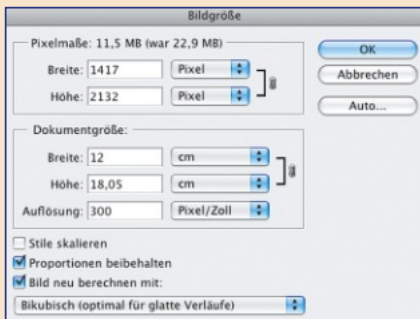 Bildgröße
Pixelmaße: 11,5 MB (war 22,9 MB)
Breite: 1417 Pixel
Höhe: 2132 Pixel
OK
Abbrechen
Auto...
Dokumentgröße:
Breite: 12 cm
Höhe: 18,05 cm
Auflösung: 300 Pixel/Zoll
Stile skalieren
Proportionen beibehalten
Bild neu berechnen mit:
Bikubisch (optimal für glatte Verläufe)